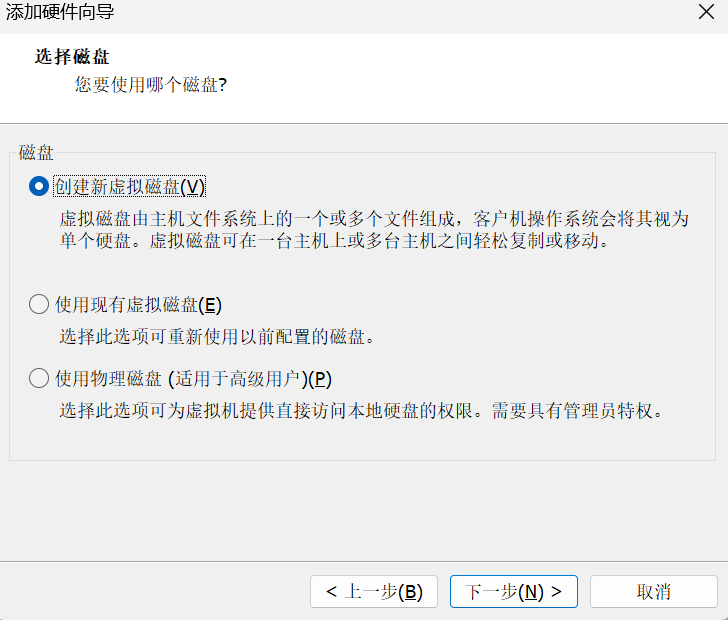 添加硬件向导
选择磁盘
您要使用哪个磁盘?
磁盘
创建新虚拟磁盘(V)
虚拟磁盘由主机文件系统上的一个或多个文件组成，客户机操作系统会将其视为
单个硬盘。虚拟磁盘可在一台主机上或多台主机之间轻松复制或移动。
使用现有虚拟磁盘(E)
选择此选项可重新使用以前配置的磁盘。
使用物理磁盘 (适用于高级用户)(P)
选择此选项可为虚拟机提供直接访问本地硬盘的权限。需要具有管理员特权。
< 上一步(B)
下一步(N) >
取消